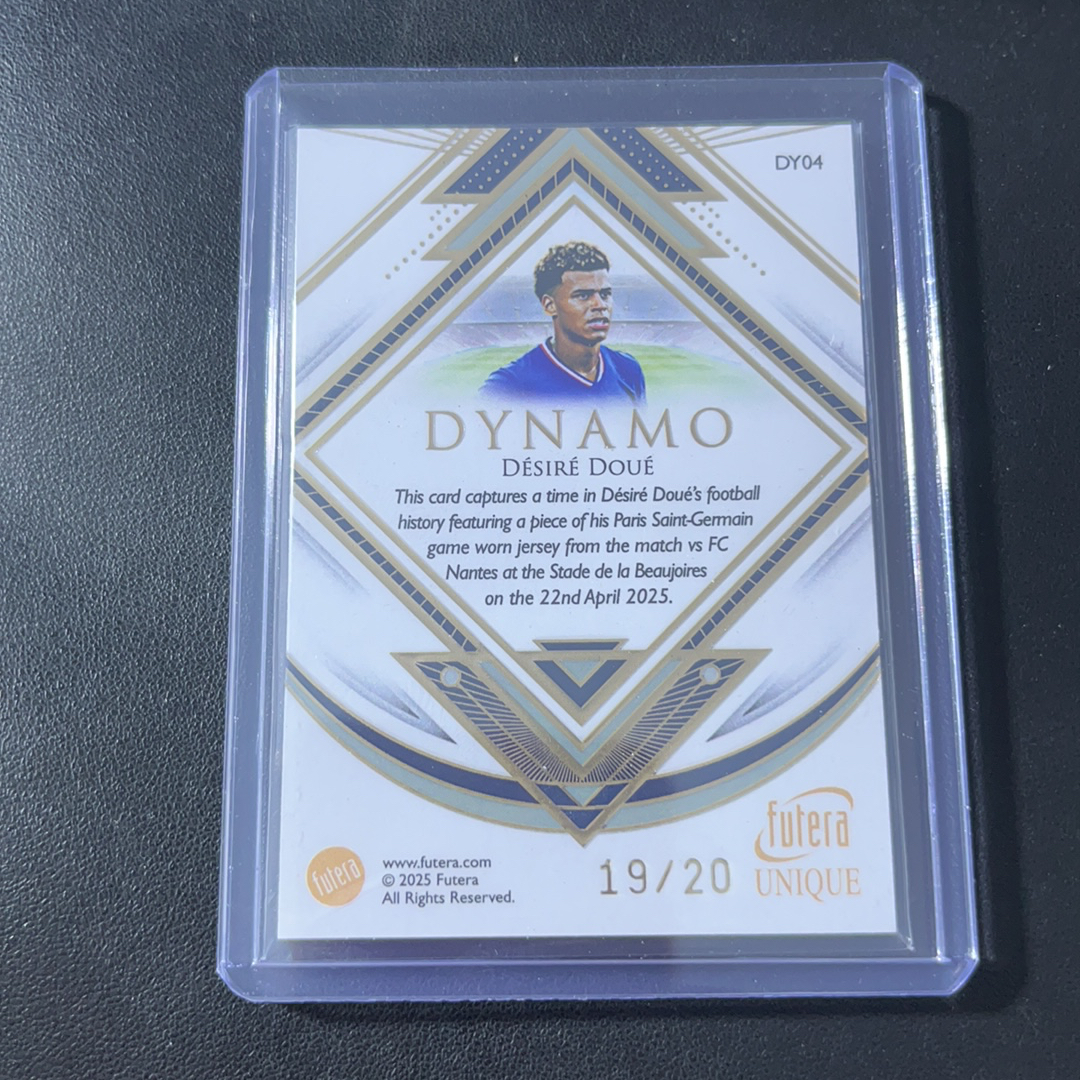 DY04
DYNAMO
DÉSIRÉ DOUÉ
This card captures a time in Désiré Doué's football
history featuring a piece of his Paris Saint-Germain
game worn jersey from the match vs FC
Nantes at the Stade de la Beaujoires
on the 22nd April 2025.
futera
www.futera.com
© 2025 Futera
All Rights Reserved.
19/20
futera
UNIQUE